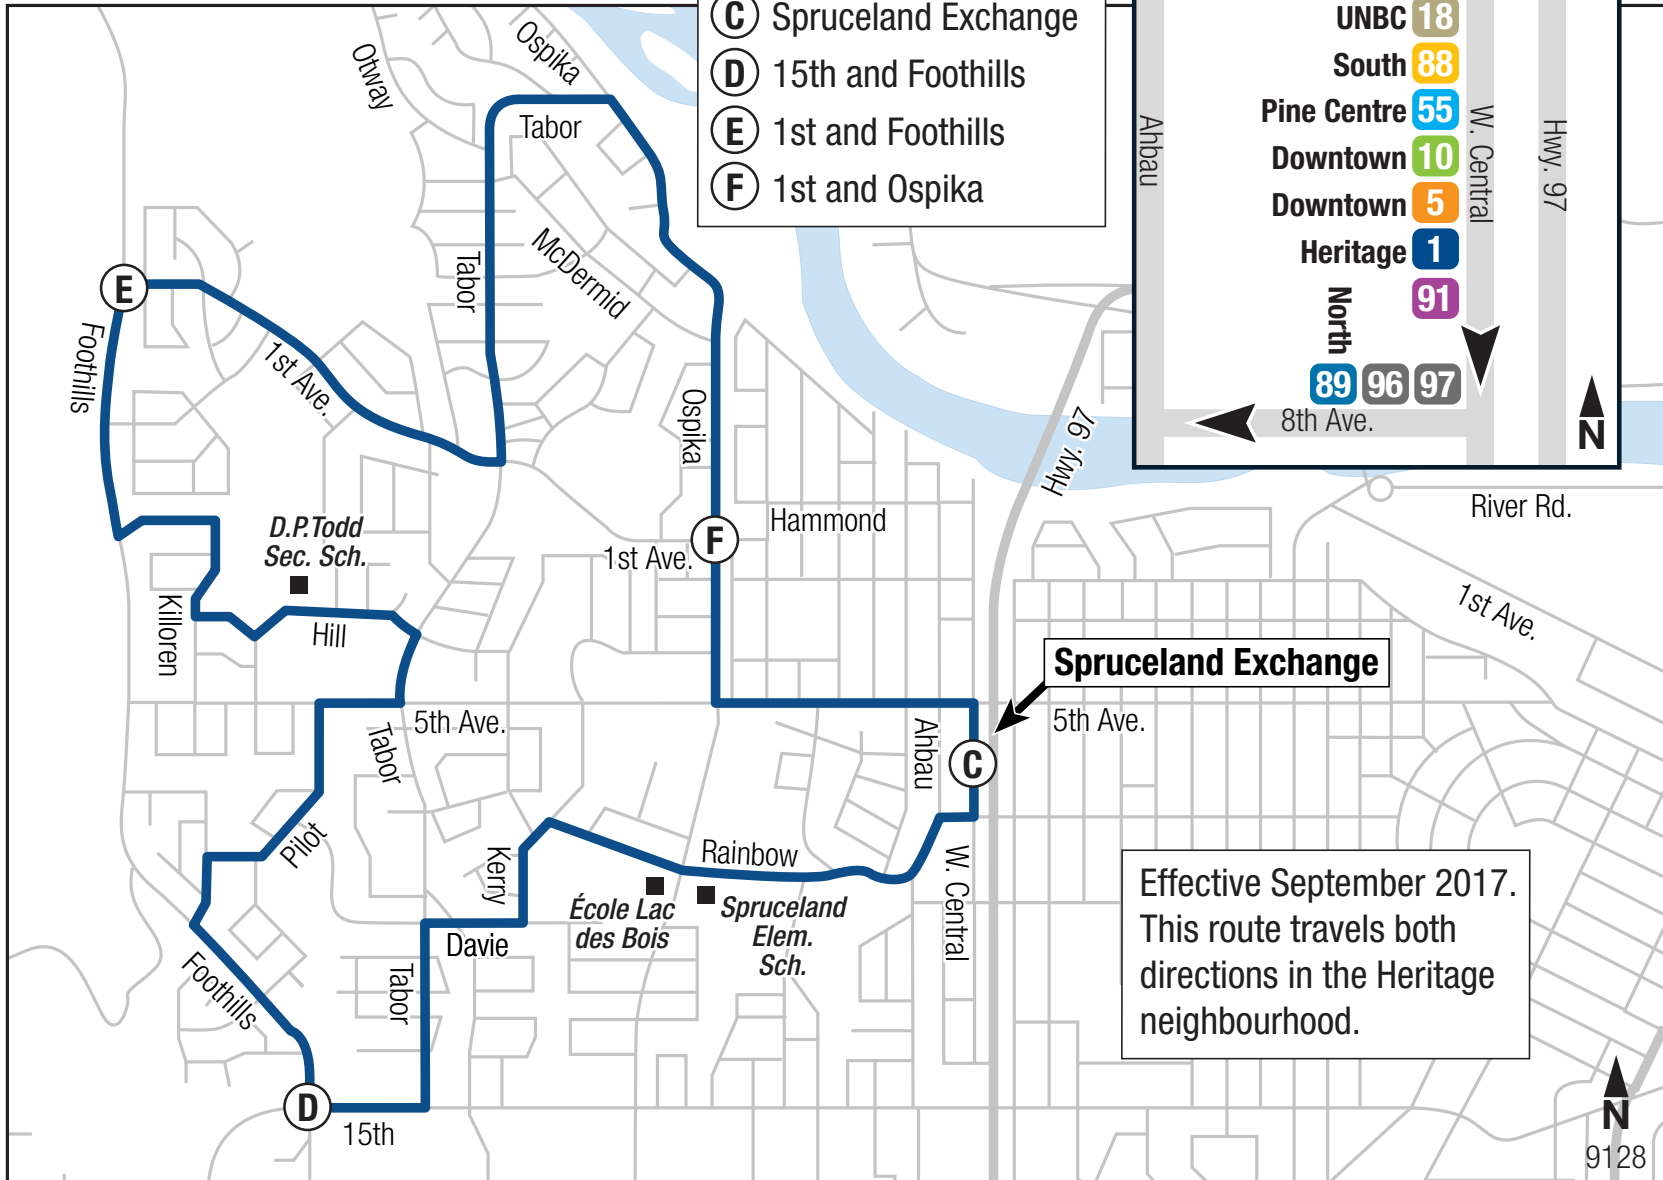 C Spruceland Exchange
D 15th and Foothills
E 1st and Foothills
F 1st and Ospika
UNBC 18
South 88
Pine Centre 55
Downtown 10
Downtown 5
Heritage 1
91
North
89 96 97
8th Ave.
Ahbau
W. Central
Hwy. 97
N
Otway
Ospika
Tabor
Tabor
McDermid
E
Foothills
1st Ave.
Ospika
Hwy. 97
River Rd.
Hammond
F
1st Ave.
D.P.Todd
Sec. Sch.
Killoren
Hill
1st Ave.
Spruceland Exchange
5th Ave.
5th Ave.
Tabor
Ahbau
C
Pilot
Kerry
Rainbow
W. Central
École Lac
des Bois
Spruceland
Elem.
Sch.
Davie
Tabor
Foothills
D
15th
Effective September 2017.
This route travels both
directions in the Heritage
neighbourhood.
N
9128